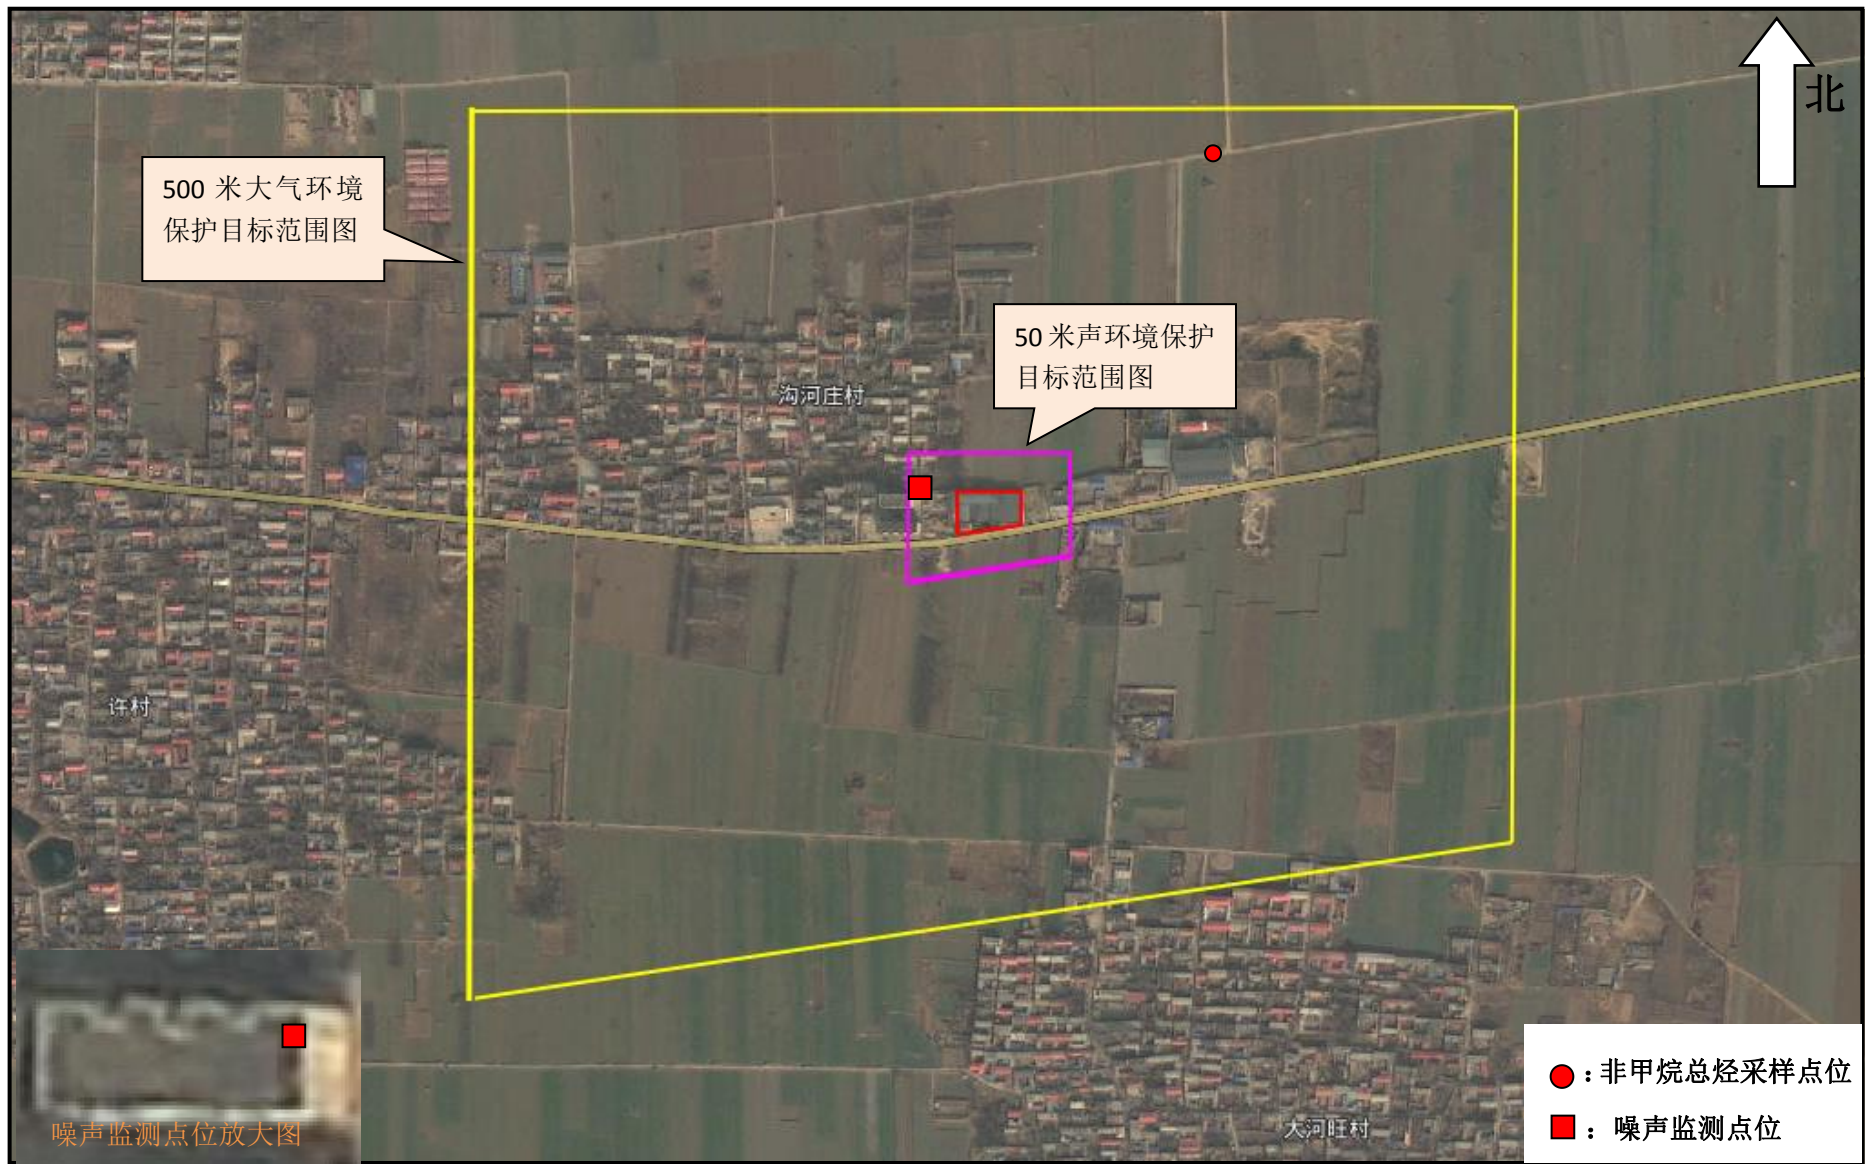 北
500 米大气环境
保护目标范围图
50 米声环境保护
目标范围图
沟河庄村
许村
噪声监测点位放大图
大河旺村
：非甲烷总烃采样点位
：噪声监测点位